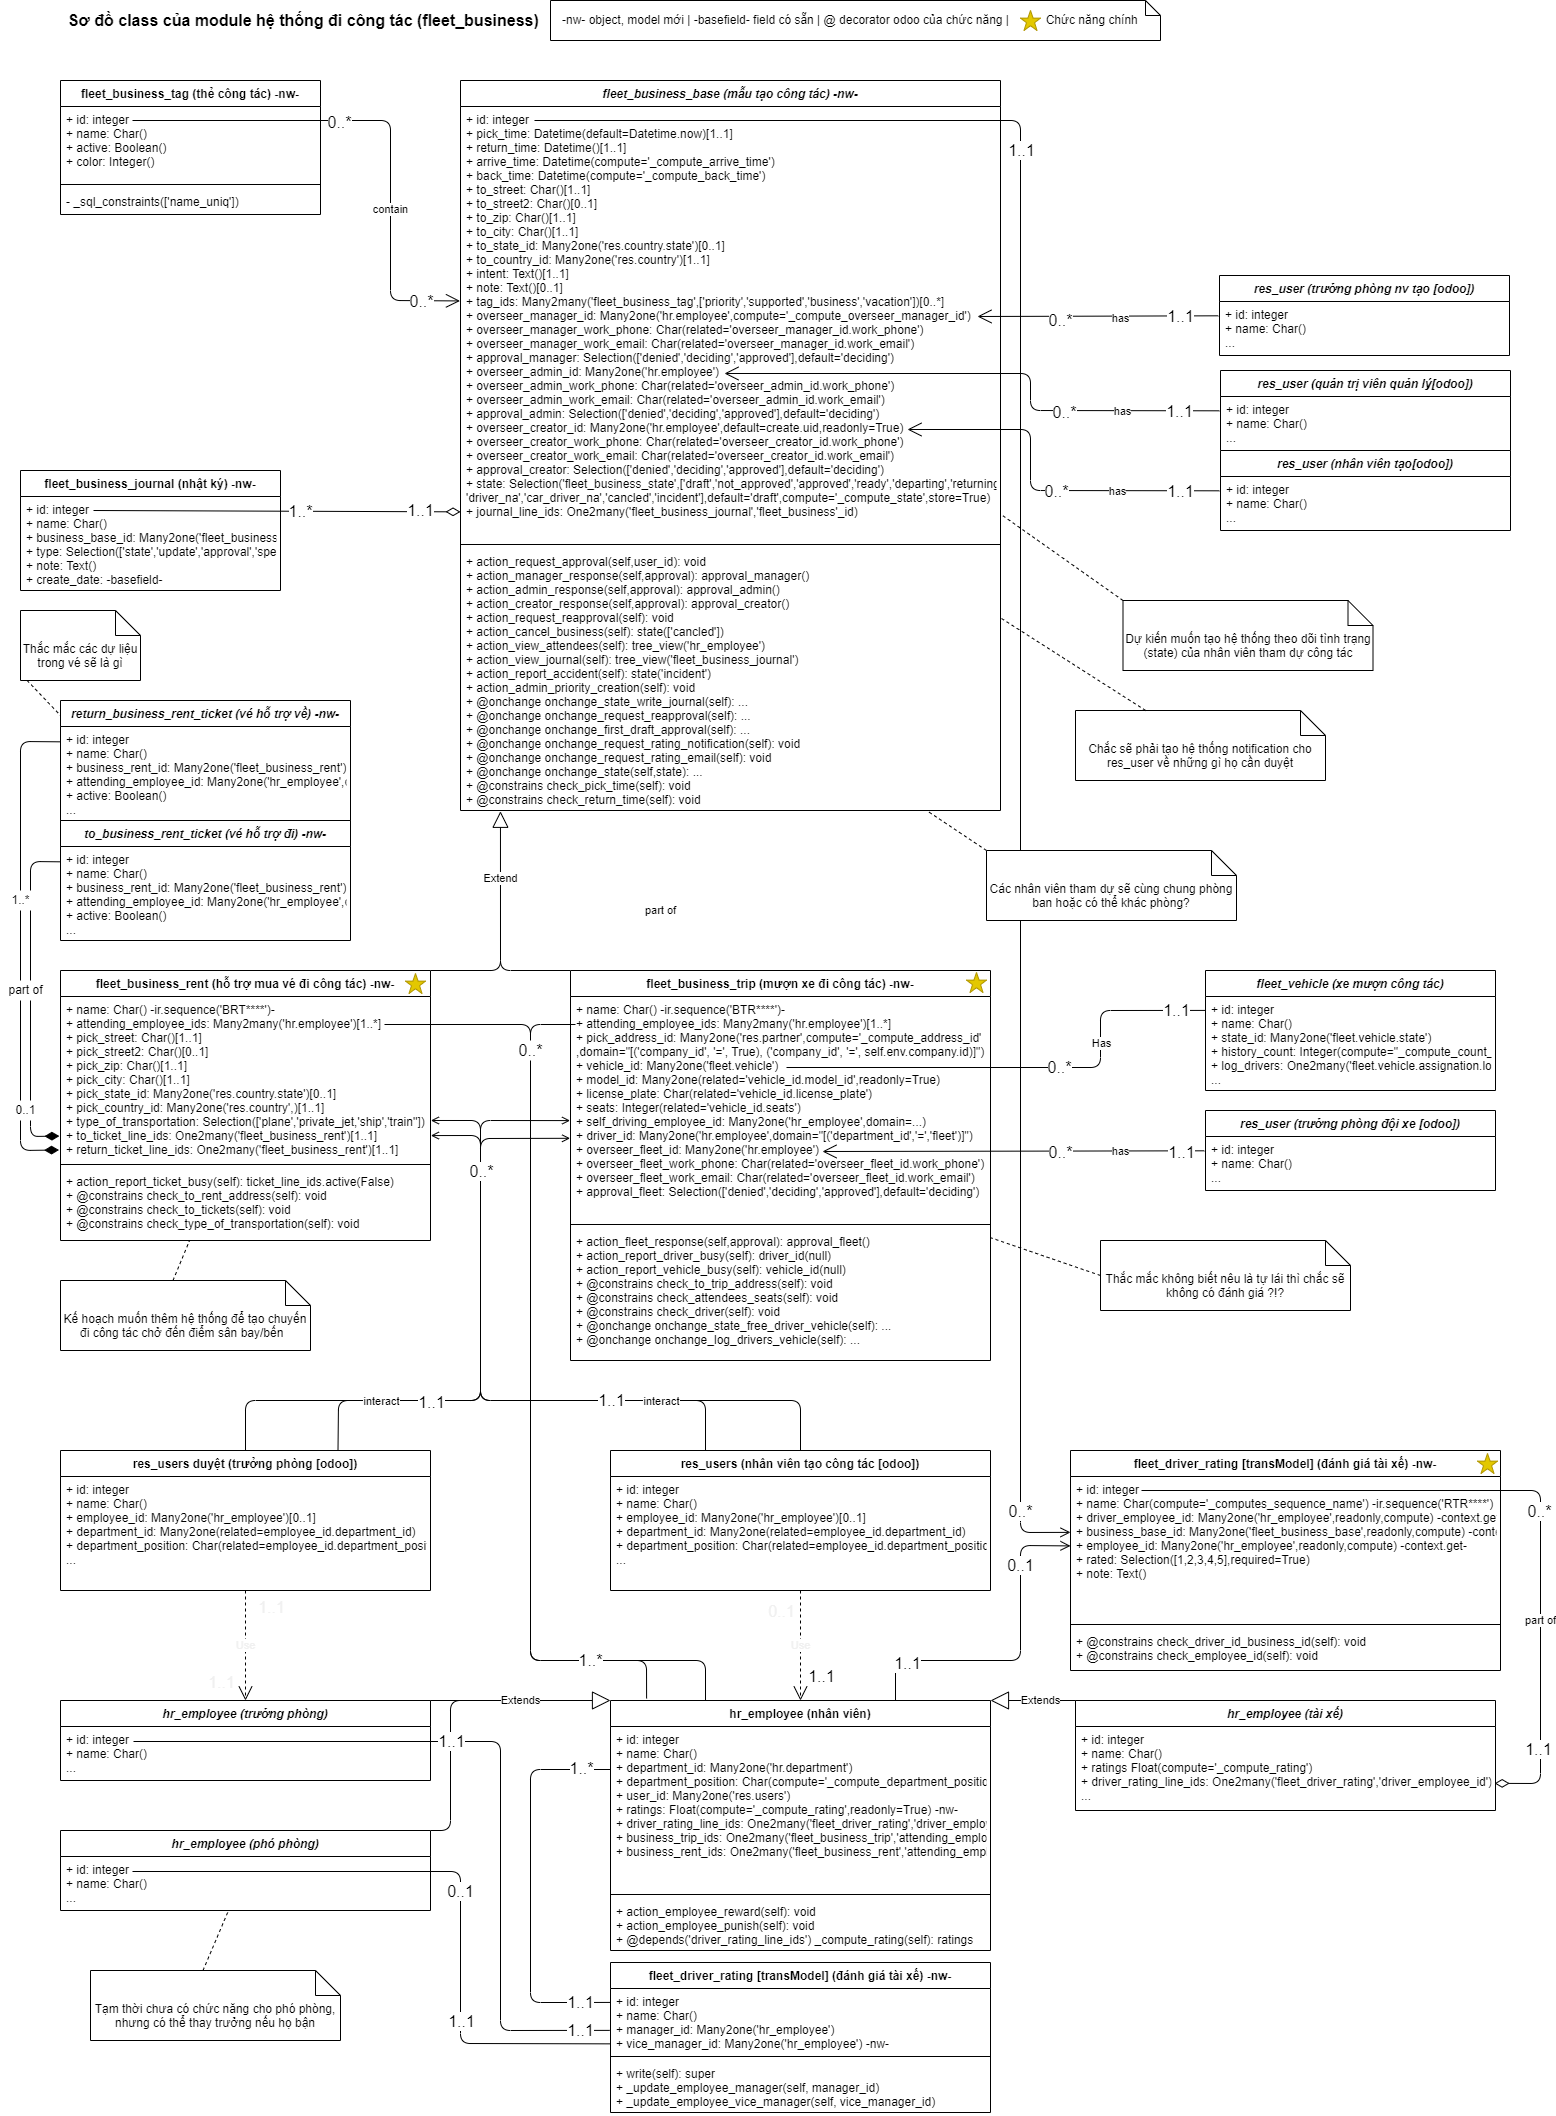 Sơ đồ class của module hệ thống đi công tác (fleet_business)
-nw- object, model mới | -basefield- field có sẵn | @ decorator odoo của chức năng | Chức năng chính
fleet_business_tag (thẻ công tác) -nw-
+ id: integer
+ name: Char()
+ active: Boolean()
+ color: Integer()
- _sql_constraints(['name_uniq'])
0..*
contain
0..*
fleet_business_base (mẫu tạo công tác) -nw-
+ id: integer
+ pick_time: Datetime(default=Datetime.now)[1..1]
+ return_time: Datetime()[1..1]
+ arrive_time: Datetime(compute='_compute_arrive_time')
+ back_time: Datetime(compute='_compute_back_time')
+ to_street: Char()[1..1]
+ to_street2: Char()[0..1]
+ to_zip: Char()[1..1]
+ to_city: Char()[1..1]
+ to_state_id: Many2one('res.country.state')[0..1]
+ to_country_id: Many2one('res.country')[1..1]
+ intent: Text()[1..1]
+ note: Text()[0..1]
+ tag_ids: Many2many('fleet_business_tag',['priority','supported','business','vacation'])[0..*]
+ overseer_manager_id: Many2one('hr.employee',compute='_compute_overseer_manager_id')
+ overseer_manager_work_phone: Char(related='overseer_manager_id.work_phone')
+ overseer_manager_work_email: Char(related='overseer_manager_id.work_email')
+ approval_manager: Selection(['denied','deciding','approved'],default='deciding')
+ overseer_admin_id: Many2one('hr.employee')
+ overseer_admin_work_phone: Char(related='overseer_admin_id.work_phone')
+ overseer_admin_work_email: Char(related='overseer_admin_id.work_email')
+ approval_admin: Selection(['denied','deciding','approved'],default='deciding')
+ overseer_creator_id: Many2one('hr.employee',default=create.uid,readonly=True)
+ overseer_creator_work_phone: Char(related='overseer_creator_id.work_phone')
+ overseer_creator_work_email: Char(related='overseer_creator_id.work_email')
+ approval_creator: Selection(['denied','deciding','approved'],default='deciding')
+ state: Selection('fleet_business_state',['draft','not_approved','approved','ready','departing','returning
'driver_na','car_driver_na','cancled','incident'],default='draft',compute='_compute_state',store=True)
+ journal_line_ids: One2many('fleet_business_journal','fleet_business'_id)
+ action_request_approval(self,user_id): void
+ action_manager_response(self,approval): approval_manager()
+ action_admin_response(self,approval): approval_admin()
+ action_creator_response(self,approval): approval_creator()
+ action_request_reapproval(self): void
+ action_cancel_business(self): state(['cancled'])
+ action_view_attendees(self): tree_view('hr_employee')
+ action_view_journal(self): tree_view('fleet_business_journal')
+ action_report_accident(self): state('incident')
+ action_admin_priority_creation(self): void
+ @onchange onchange_state_write_journal(self): ...
+ @onchange onchange_request_reapproval(self): ...
+ @onchange onchange_first_draft_approval(self): ...
+ @onchange onchange_request_rating_notification(self): void
+ @onchange onchange_request_rating_email(self): void
+ @onchange onchange_state(self,state): ...
+ @constrains check_pick_time(self): void
+ @constrains check_return_time(self): void
1..1
res_user (trưởng phòng nv tạo [odoo])
+ id: integer
+ name: Char()
...
0..*
has
1..1
res_user (quản trị viên quản lý[odoo])
+ id: integer
+ name: Char()
...
0..*
has
1..1
res_user (nhân viên tạo[odoo])
+ id: integer
+ name: Char()
...
0..*
has
1..1
fleet_business_journal (nhật ký) -nw-
+ id: integer
+ name: Char()
+ business_base_id: Many2one('fleet_business
+ type: Selection(['state','update','approval','spe
+ note: Text()
+ create_date: -basefield-
1..*
1..1
Thắc mắc các dự liệu
trong vé sẽ là gì
Dự kiến muốn tạo hệ thống theo dõi tình trạng
(state) của nhân viên tham dự công tác
Chắc sẽ phải tạo hệ thống notification cho
res_user về những gì họ cần duyệt
Các nhân viên tham dự sẽ cùng chung phòng
ban hoặc có thể khác phòng?
return_business_rent_ticket (vé hỗ trợ về) -nw-
+ id: integer
+ name: Char()
+ business_rent_id: Many2one('fleet_business_rent')
+ attending_employee_id: Many2one('hr_employee',
+ active: Boolean()
...
to_business_rent_ticket (vé hỗ trợ đi) -nw-
+ id: integer
+ name: Char()
+ business_rent_id: Many2one('fleet_business_rent')
+ attending_employee_id: Many2one('hr_employee',
+ active: Boolean()
...
1..*
part of
0..1
Extend
part of
fleet_business_rent (hỗ trợ mua vé đi công tác) -nw-
+ name: Char() -ir.sequence('BRT****')-
+ attending_employee_ids: Many2many('hr.employee')[1..*]
+ pick_street: Char()[1..1]
+ pick_street2: Char()[0..1]
+ pick_zip: Char()[1..1]
+ pick_city: Char()[1..1]
+ pick_state_id: Many2one('res.country.state')[0..1]
+ pick_country_id: Many2one('res.country',)[1..1]
+ type_of_transportation: Selection(['plane','private_jet,'ship','train''])
+ to_ticket_line_ids: One2many('fleet_business_rent')[1..1]
+ return_ticket_line_ids: One2many('fleet_business_rent')[1..1]
+ action_report_ticket_busy(self): ticket_line_ids.active(False)
+ @constrains check_to_rent_address(self): void
+ @constrains check_to_tickets(self): void
+ @constrains check_type_of_transportation(self): void
0..*
0..*
fleet_business_trip (mượn xe đi công tác) -nw-
+ name: Char() -ir.sequence('BTR****')-
+ attending_employee_ids: Many2many('hr.employee')[1..*]
+ pick_address_id: Many2one('res.partner',compute='_compute_address_id'
,domain="[('company_id', '=', True), ('company_id', '=', self.env.company.id)]")
+ vehicle_id: Many2one('fleet.vehicle')
+ model_id: Many2one(related='vehicle_id.model_id',readonly=True)
+ license_plate: Char(related='vehicle_id.license_plate')
+ seats: Integer(related='vehicle_id.seats')
+ self_driving_employee_id: Many2one('hr_employee',domain=...)
+ driver_id: Many2one('hr.employee',domain="[('department_id','=','fleet')]")
+ overseer_fleet_id: Many2one('hr.employee')
+ overseer_fleet_work_phone: Char(related='overseer_fleet_id.work_phone')
+ overseer_fleet_work_email: Char(related='overseer_fleet_id.work_email')
+ approval_fleet: Selection(['denied','deciding','approved'],default='deciding')
+ action_fleet_response(self,approval): approval_fleet()
+ action_report_driver_busy(self): driver_id(null)
+ action_report_vehicle_busy(self): vehicle_id(null)
+ @constrains check_to_trip_address(self): void
+ @constrains check_attendees_seats(self): void
+ @constrains check_driver(self): void
+ @onchange onchange_state_free_driver_vehicle(self): ...
+ @onchange onchange_log_drivers_vehicle(self): ...
fleet_vehicle (xe mượn công tác)
+ id: integer
+ name: Char()
+ state_id: Many2one('fleet.vehicle.state')
+ history_count: Integer(compute="_compute_count_
+ log_drivers: One2many('fleet.vehicle.assignation.lo
...
1..1
Has
0..*
res_user (trưởng phòng đội xe [odoo])
+ id: integer
+ name: Char()
...
0..*
has
1..1
Thắc mắc không biết nêu là tự lái thì chắc sẽ
không có đánh giá ?!?
Kế hoạch muốn thêm hệ thống để tạo chuyến
đi công tác chở đến điểm sân bay/bến
interact
1..1
1..1
interact
res_users duyệt (trưởng phòng [odoo])
+ id: integer
+ name: Char()
+ employee_id: Many2one('hr_employee')[0..1]
+ department_id: Many2one(related=employee_id.department_id)
+ department_position: Char(related=employee_id.department_posi
...
res_users (nhân viên tạo công tác [odoo])
+ id: integer
+ name: Char()
+ employee_id: Many2one('hr_employee')[0..1]
+ department_id: Many2one(related=employee_id.department_id)
+ department_position: Char(related=employee_id.department_positic
...
fleet_driver_rating [transModel] (đánh giá tài xế) -nw-
+ id: integer
+ name: Char(compute='_computes_sequence_name') -ir.sequence('RTR****')
+ driver_employee_id: Many2one('hr_employee',readonly,compute) -context.ge
+ business_base_id: Many2one('fleet_business_base',readonly,compute) -cont
+ employee_id: Many2one('hr_employee',readonly,compute) -context.get-
+ rated: Selection([1,2,3,4,5],required=True)
+ note: Text()
+ @constrains check_driver_id_business_id(self): void
+ @constrains check_employee_id(self): void
0..*
0..1
0..*
part of
1..1
1..1
Use
1..1
0..1
Use
1..1
1..*
1..1
hr_employee (trưởng phòng)
+ id: integer
+ name: Char()
...
Extends
1..1
hr_employee (nhân viên)
+ id: integer
+ name: Char()
+ department_id: Many2one('hr.department')
+ department_position: Char(compute='_compute_department_positic
+ user_id: Many2one('res.users')
+ ratings: Float(compute='_compute_rating',readonly=True) -nw-
+ driver_rating_line_ids: One2many('fleet_driver_rating','driver_emplo
+ business_trip_ids: One2many('fleet_business_trip','attending_emplo
+ business_rent_ids: One2many('fleet_business_rent','attending_emp
+ action_employee_reward(self): void
+ action_employee_punish(self): void
+ @depends('driver_rating_line_ids') _compute_rating(self): ratings
Extends
hr_employee (tài xế)
+ id: integer
+ name: Char()
+ ratings Float(compute='_compute_rating')
+ driver_rating_line_ids: One2many('fleet_driver_rating','driver_employee_id')
...
1..*
hr_employee (phó phòng)
+ id: integer
+ name: Char()
...
0..1
Tạm thời chưa có chức năng cho phó phòng,
nhưng có thể thay trưởng nếu họ bận
fleet_driver_rating [transModel] (đánh giá tài xế) -nw-
+ id: integer
+ name: Char()
+ manager_id: Many2one('hr_employee')
+ vice_manager_id: Many2one('hr_employee') -nw-
+ write(self): super
+ _update_employee_manager(self, manager_id)
+ _update_employee_vice_manager(self, vice_manager_id)
1..1
1..1
1..1